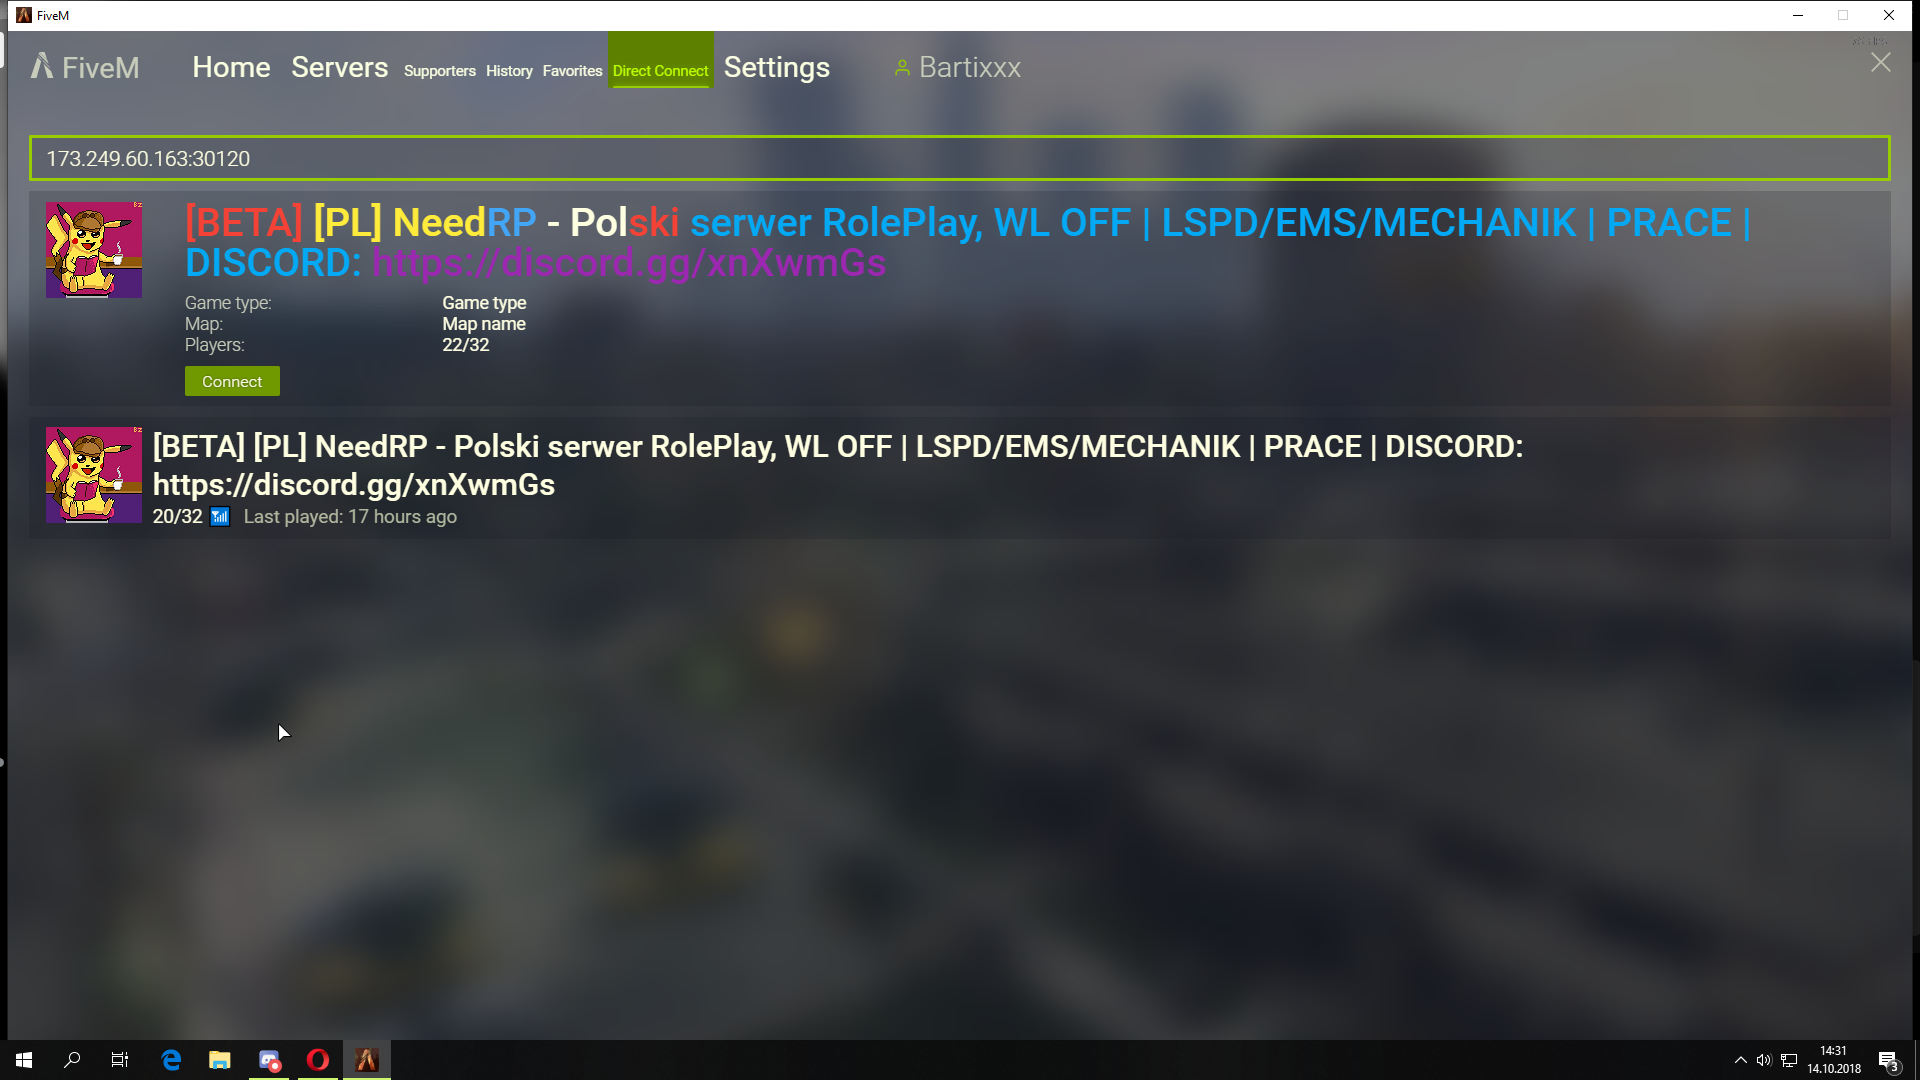 FiveM
FiveM Home Servers Supporters History Favorites Direct Connect Settings Bartixxx
173.249.60.163:30120
[BETA] [PL] NeedRP - Polski serwer RolePlay, WL OFF | LSPD/EMS/MECHANIK | PRACE |
DISCORD: https://discord.gg/xnXwmGs
Game type: Game type
Map: Map name
Players: 22/32
Connect
[BETA] [PL] NeedRP - Polski serwer RolePlay, WL OFF | LSPD/EMS/MECHANIK | PRACE | DISCORD:
https://discord.gg/xnXwmGs
20/32 Last played: 17 hours ago
14:31
14.10.2018
3